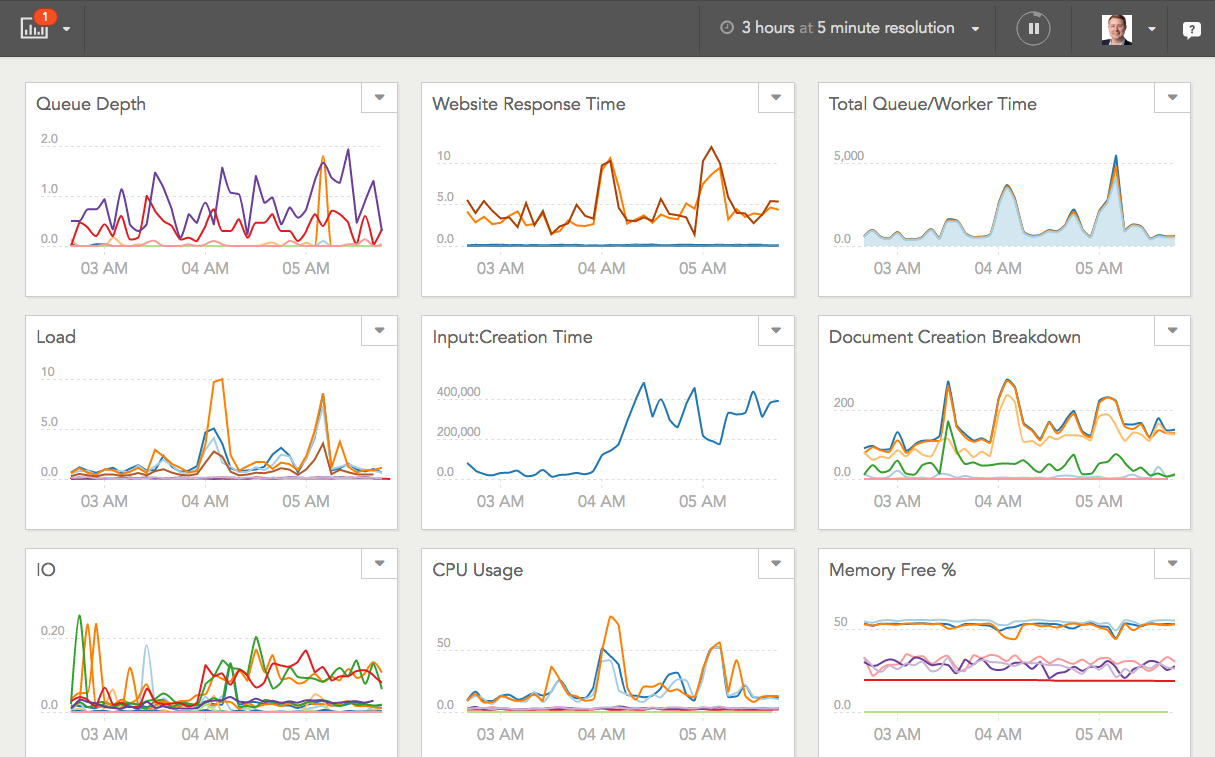 1
3 hours at 5 minute resolution
?
Queue Depth
2.0
1.0
0.0
03 AM 04 AM 05 AM
Website Response Time
10
5.0
0.0
03 AM 04 AM 05 AM
Total Queue/Worker Time
5,000
0.0
03 AM 04 AM 05 AM
Load
10
5.0
0.0
03 AM 04 AM 05 AM
Input:Creation Time
400,000
200,000
0.0
03 AM 04 AM 05 AM
Document Creation Breakdown
200
0.0
03 AM 04 AM 05 AM
IO
0.20
0.0
03 AM 04 AM 05 AM
CPU Usage
50
0.0
03 AM 04 AM 05 AM
Memory Free %
50
0.0
03 AM 04 AM 05 AM